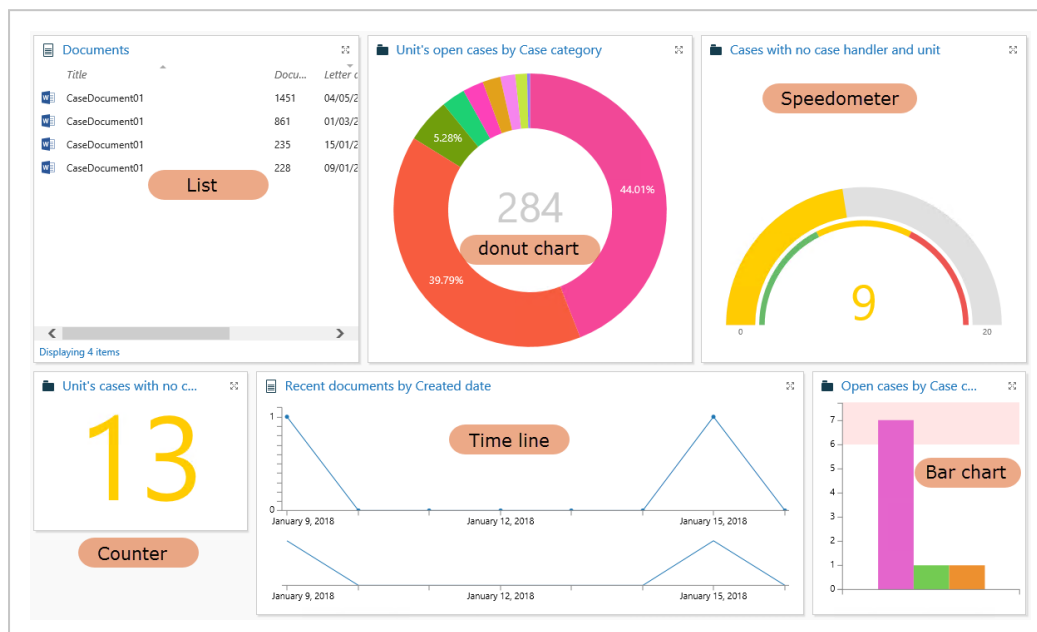 Documents
Title Docu... Letter d
CaseDocument01 1451 04/05/2
CaseDocument01 861 01/03/2
CaseDocument01 235 15/01/2
CaseDocument01 228 09/01/2
List
Displaying 4 items
Unit's open cases by Case category
5.28%
44.01%
284
donut chart
39.79%
Cases with no case handler and unit
Speedometer
9
0 20
Unit's cases with no c...
13
Counter
Recent documents by Created date
1
Time line
0
January 9, 2018 January 12, 2018 January 15, 2018
January 9, 2018 January 12, 2018 January 15, 2018
Open cases by Case c...
7
6
5
Bar chart
4
3
2
1
0